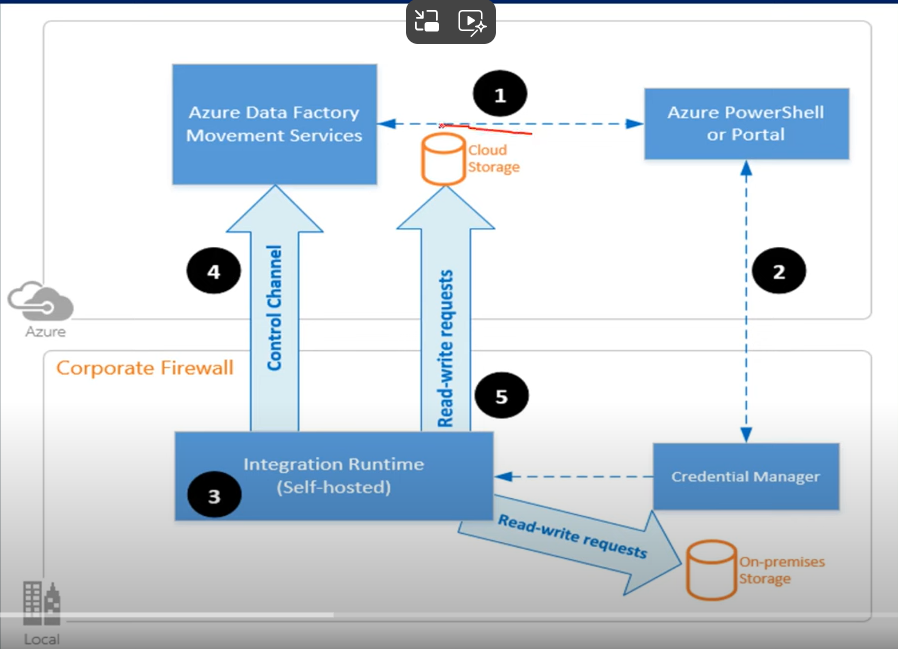 1
Azure Data Factory
Movement Services
Azure PowerShell
or Portal
Cloud
Storage
4
Control Channel
Read-write requests
2
Azure
Corporate Firewall
5
Integration Runtime
(Self-hosted)
3
Credential Manager
Read-write requests
On-premises
Storage
Local